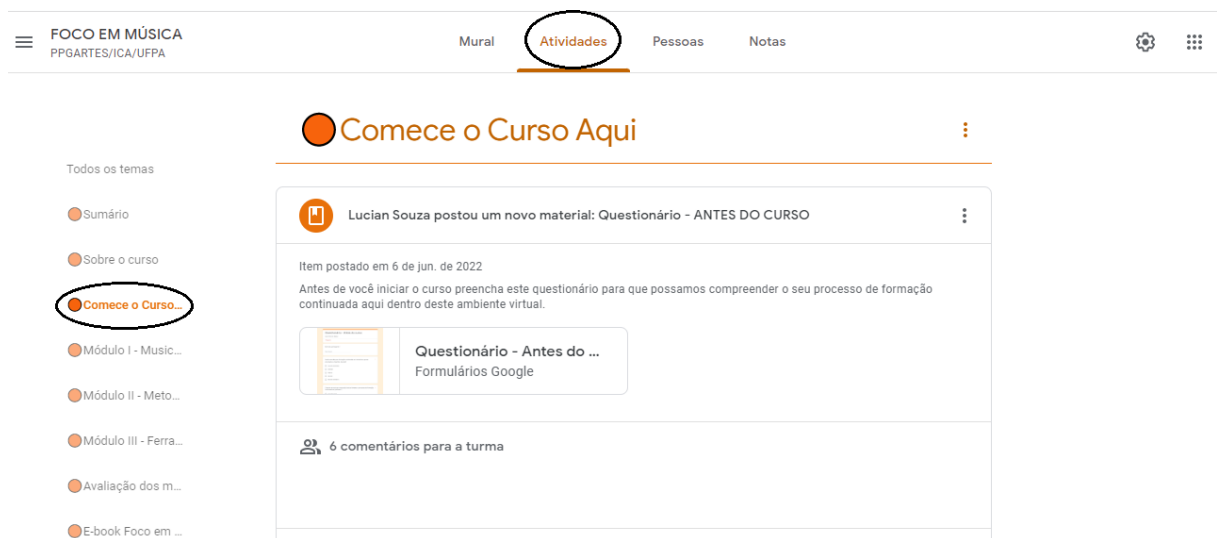 FOCO EM MÚSICA
PPGARTES/ICA/UFPA
Mural
Atividades
Pessoas
Notas
Comece o Curso Aqui
Todos os temas
Sumário
Sobre o curso
Comece o Curso...
Módulo I - Music...
Módulo II - Meto...
Módulo III - Ferra...
Avaliação dos m...
E-book Foco em ...
Lucian Souza postou um novo material: Questionário - ANTES DO CURSO
Item postado em 6 de jun. de 2022
Antes de você iniciar o curso preencha este questionário para que possamos compreender o seu processo de formação
continuada aqui dentro deste ambiente virtual.
Questionário - Antes do ...
Formulários Google
6 comentários para a turma